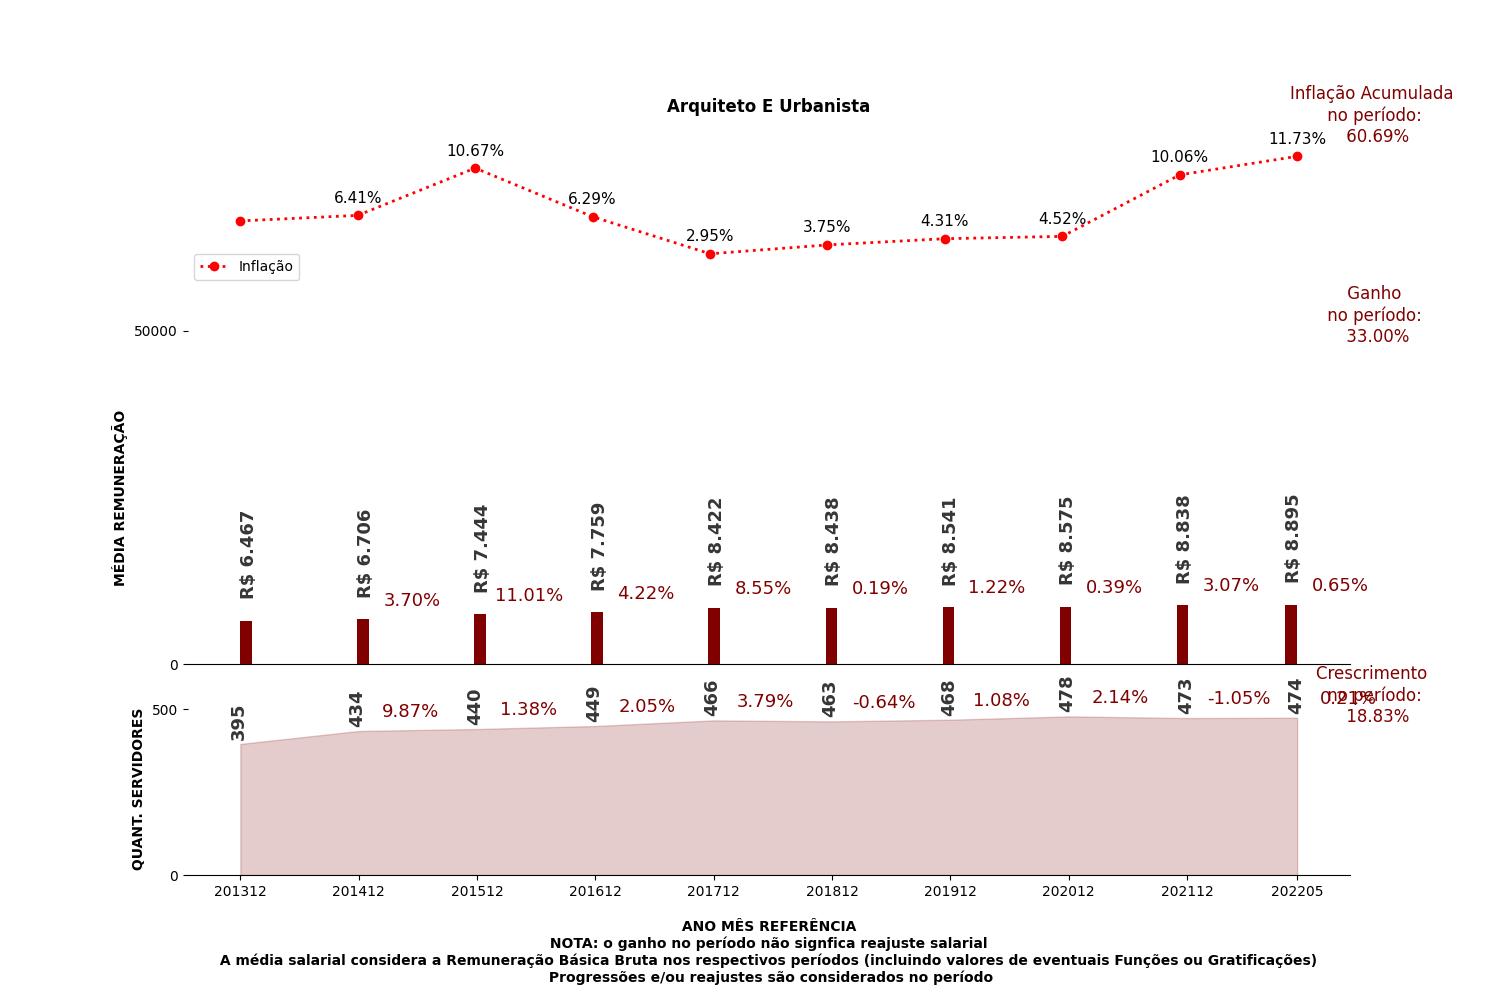 Arquiteto E Urbanista
Inflação Acumulada
no período:
60.69%
6.41%
10.67%
6.29%
2.95%
3.75%
4.31%
4.52%
10.06%
11.73%
Inflação
Ganho
no período:
33.00%
50000
0
MÉDIA REMUNERAÇÃO
R$ 6.467
R$ 6.706
R$ 7.444
R$ 7.759
R$ 8.422
R$ 8.438
R$ 8.541
R$ 8.575
R$ 8.838
R$ 8.895
3.70%
11.01%
4.22%
8.55%
0.19%
1.22%
0.39%
3.07%
0.65%
Crescimento
no período:
18.83%
500
0
QUANT. SERVIDORES
395
434
440
449
466
463
468
478
473
474
9.87%
1.38%
2.05%
3.79%
-0.64%
1.08%
2.14%
-1.05%
0.21%
201312
201412
201512
201612
201712
201812
201912
202012
202112
202205
ANO MÊS REFERÊNCIA
NOTA: o ganho no período não signfica reajuste salarial
A média salarial considera a Remuneração Básica Bruta nos respectivos períodos (incluindo valores de eventuais Funções ou Gratificações)
Progressões e/ou reajustes são considerados no período